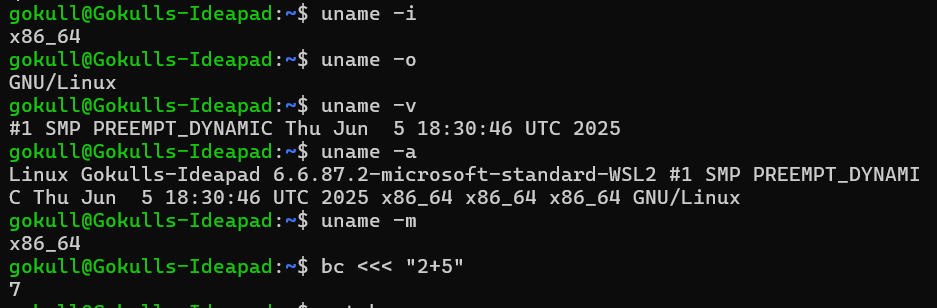 gokull@Gokulls-Ideapad:~$ uname -i
x86_64
gokull@Gokulls-Ideapad:~$ uname -o
GNU/Linux
gokull@Gokulls-Ideapad:~$ uname -v
#1 SMP PREEMPT_DYNAMIC Thu Jun  5 18:30:46 UTC 2025
gokull@Gokulls-Ideapad:~$ uname -a
Linux Gokulls-Ideapad 6.6.87.2-microsoft-standard-WSL2 #1 SMP PREEMPT_DYNAMI
C Thu Jun  5 18:30:46 UTC 2025 x86_64 x86_64 x86_64 GNU/Linux
gokull@Gokulls-Ideapad:~$ uname -m
x86_64
gokull@Gokulls-Ideapad:~$ bc <<< "2+5"
7